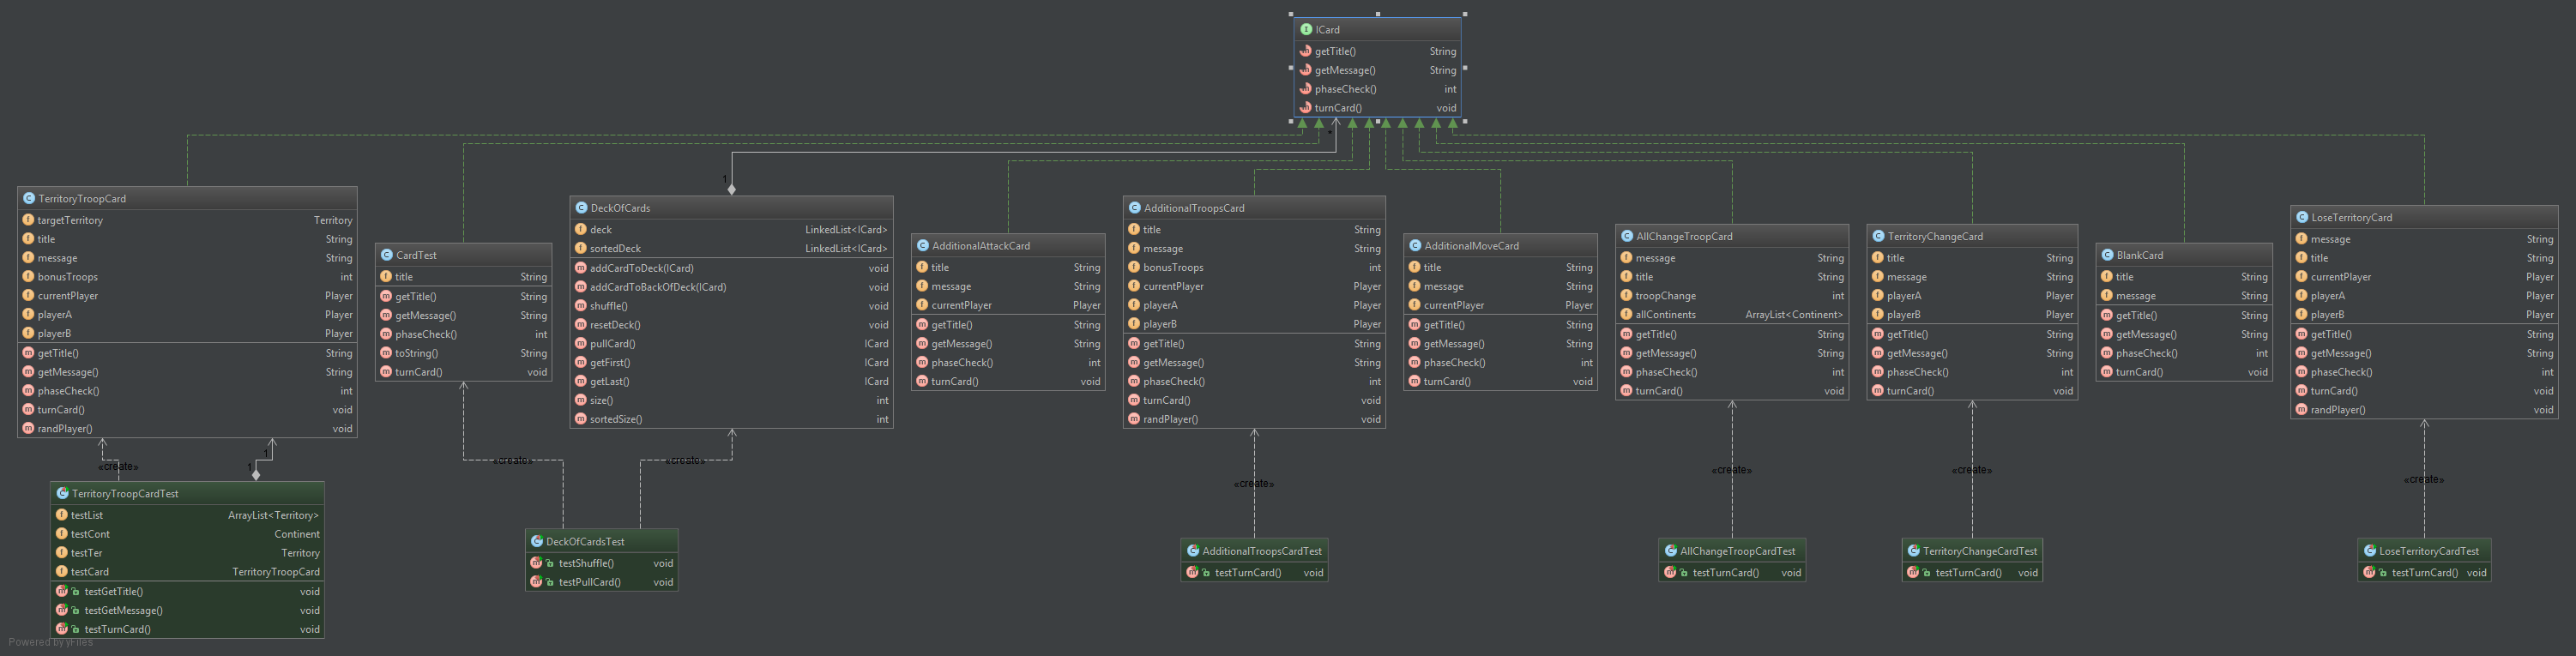 ICard
getTitle() String
getMessage() String
phaseCheck() int
turnCard() void
*
1
TerritoryTroopCard
targetTerritory Territory
title String
message String
bonusTroops int
currentPlayer Player
playerA Player
playerB Player
getTitle() String
getMessage() String
phaseCheck() int
turnCard() void
randPlayer() void
CardTest
title String
getTitle() String
getMessage() String
phaseCheck() int
toString() String
turnCard() void
DeckOfCards
deck LinkedList<ICard>
sortedDeck LinkedList<ICard>
addCardToDeck(ICard) void
addCardToBackOfDeck(ICard) void
shuffle() void
resetDeck() void
pullCard() ICard
getFirst() ICard
getLast() ICard
size() int
sortedSize() int
AdditionalAttackCard
title String
message String
currentPlayer Player
getTitle() String
getMessage() String
phaseCheck() int
turnCard() void
AdditionalTroopsCard
title String
message String
bonusTroops int
currentPlayer Player
playerA Player
playerB Player
getTitle() String
getMessage() String
phaseCheck() int
turnCard() void
randPlayer() void
AdditionalMoveCard
title String
message String
currentPlayer Player
getTitle() String
getMessage() String
phaseCheck() int
turnCard() void
AllChangeTroopCard
message String
title String
troopChange int
allContinents ArrayList<Continent>
getTitle() String
getMessage() String
phaseCheck() int
turnCard() void
TerritoryChangeCard
title String
message String
playerA Player
playerB Player
getTitle() String
getMessage() String
phaseCheck() int
turnCard() void
BlankCard
title String
message String
getTitle() String
getMessage() String
phaseCheck() int
turnCard() void
LoseTerritoryCard
message String
title String
currentPlayer Player
playerA Player
playerB Player
getTitle() String
getMessage() String
phaseCheck() int
turnCard() void
randPlayer() void
«create»
1
1
«create»
«create»
«create»
«create»
«create»
«create»
TerritoryTroopCardTest
testList ArrayList<Territory>
testCont Continent
testTer Territory
testCard TerritoryTroopCard
testGetTitle() void
testGetMessage() void
testTurnCard() void
DeckOfCardsTest
testShuffle() void
testPullCard() void
AdditionalTroopsCardTest
testTurnCard() void
AllChangeTroopCardTest
testTurnCard() void
TerritoryChangeCardTest
testTurnCard() void
LoseTerritoryCardTest
testTurnCard() void
Powered by yFiles